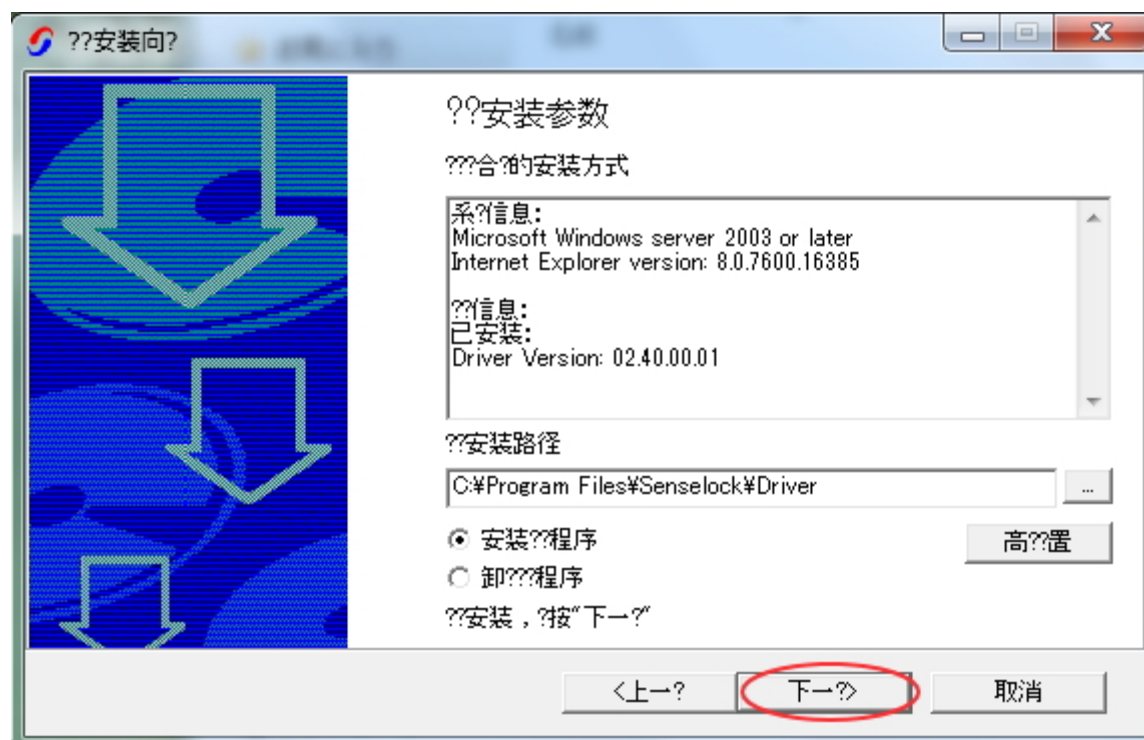 ??安装向?
??安装参数
???合?的安装方式
系?信息:
Microsoft Windows server 2003 or later
Internet Explorer version: 8.0.7600.16385
??信息:
已安装:
Driver Version: 02.40.00.01
??安装路径
C:¥Program Files¥Senselock¥Driver
...
安装??程序
高??置
卸???程序
??安装，?按"下一?"
<上一?
下一?>
取消